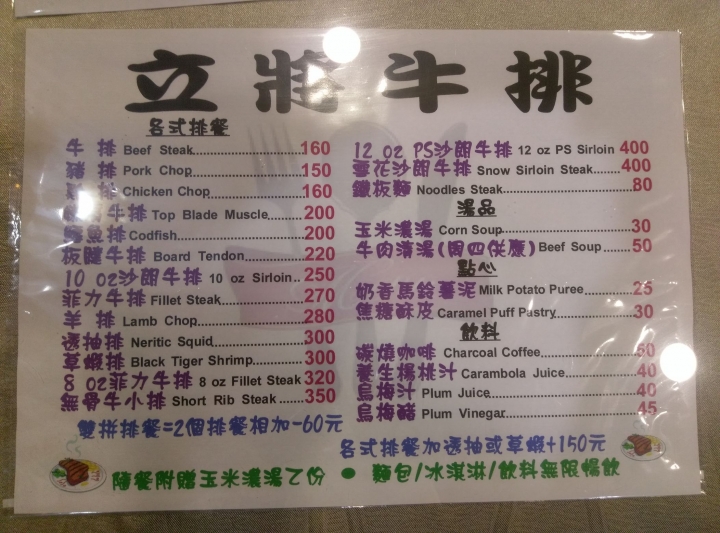 立將牛排
各式排餐
牛 排 Beef Steak 160
豬 排 Pork Chop 150
排 Chicken Chop 160
牛排 Top Blade Muscle 200
鱈魚排 Codfish 200
板腱牛排 Board Tendon 220
10 oz沙朗牛排 10 oz Sirloin 250
菲力牛排 Fillet Steak 270
羊 排 Lamb Chop 280
透抽排 Neritic Squid 300
草蝦排 Black Tiger Shrimp 300
8 oz菲力牛排 8 oz Fillet Steak 320
無骨牛小排 Short Rib Steak 350
雙拼排餐=2個排餐相加-60元
12 oz PS沙朗牛排 12 oz PS Sirloin 400
雪花沙朗牛排 Snow Sirloin Steak 400
鐵板麵 Noodles Steak 80
湯品
玉米濃湯 Corn Soup 30
牛肉清湯(周四供應) Beef Soup 50
點心
奶香馬鈴薯泥 Milk Potato Puree 25
焦糖酥皮 Caramel Puff Pastry 30
飲料
碳燒咖啡 Charcoal Coffee 50
養生楊桃汁 Carambola Juice 40
烏梅汁 Plum Juice 40
烏梅醋 Plum Vinegar 45
各式排餐加透抽或草蝦+150元
隨餐附贈玉米濃湯乙份 ● 麵包/冰淇淋/飲料無限暢飲